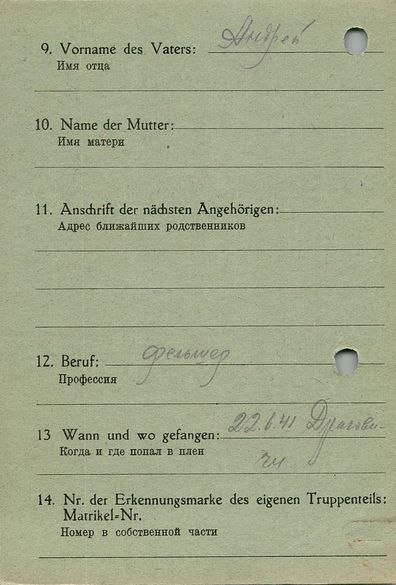 9. Vorname des Vaters: Андрей
Имя отца
10. Name der Mutter:
Имя матери
11. Anschrift der nächsten Angehörigen:
Адрес ближайших родственников
12. Beruf: фельшер
Профессия
13 Wann und wo gefangen: 22.6.41 Драгови-
Когда и где попал в плен чи
14. Nr. der Erkennungsmarke des eigenen Truppenteils:
Matrikel=Nr.
Номер в собственной части